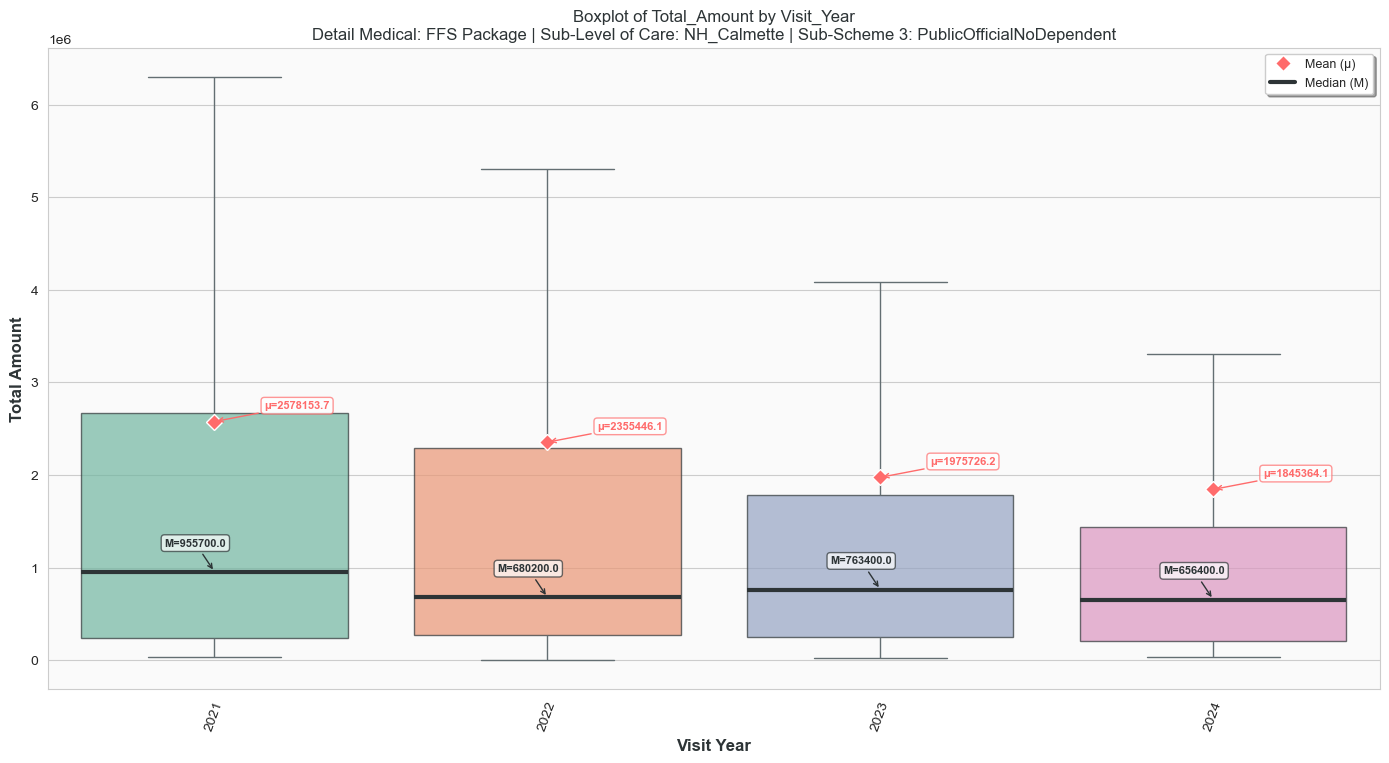 Boxplot of Total_Amount by Visit_Year
Detail Medical: FFS Package | Sub-Level of Care: NH_Calmette | Sub-Scheme 3: PublicOfficialNoDependent
1e6
Mean (μ)
Median (M)
6
5
4
3
2
1
0
Total Amount
μ=2578153.7
M=955700.0
μ=2355446.1
M=680200.0
μ=1975726.2
M=763400.0
μ=1845364.1
M=656400.0
2021
2022
2023
2024
Visit Year